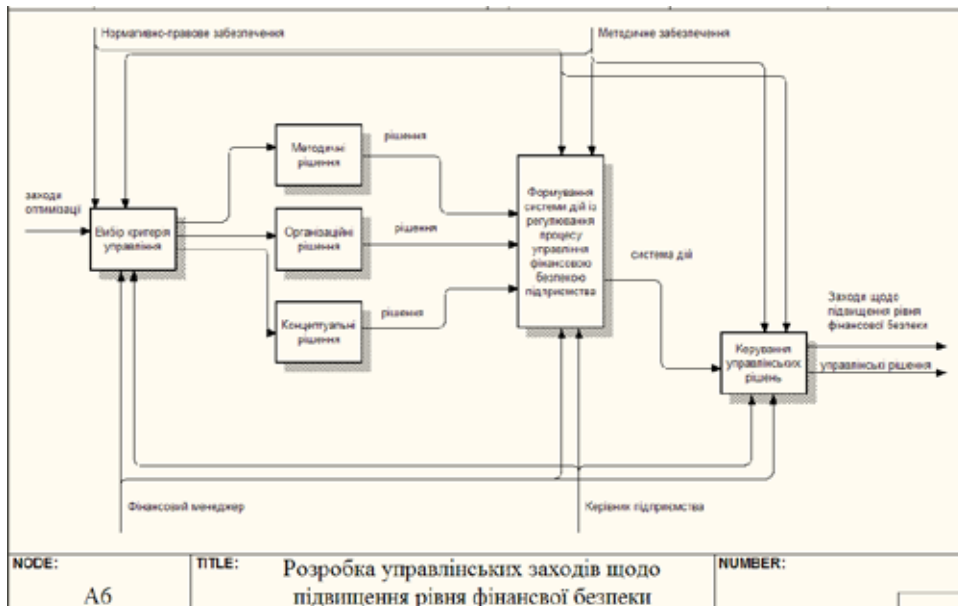 Нормативно-правове забезпечення
Методичне забезпечення
рішення
Методичні
рішення
заходи
оптимізації
Вибір критерія
управління
Організаційні
рішення
рішення
Формування
системи дій із
регулювання
процесу
управління
фінансовою
безпекою
підприємства
система дій
Концептуальні
рішення
рішення
Заходи щодо
підвищення рівня
фінансової безпеки
Керування
управлінських
рішень
управлінські рішення
Фінансовий менеджер
Керівник підприємства
NODE:
TITLE:
NUMBER:
A6
Розробка управлінських заходів щодо
підвищення рівня фінансвої безпеки